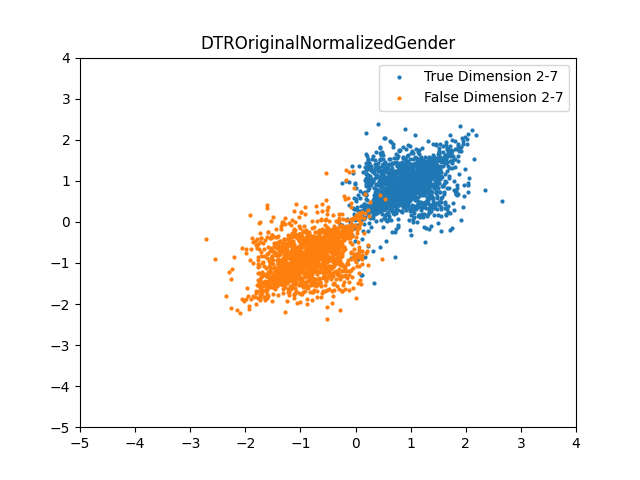 DTROriginalNormalizedGender
True Dimension 2-7
False Dimension 2-7
4
3
2
1
0
−1
−2
−3
−4
−5
−5 −4 −3 −2 −1 0 1 2 3 4